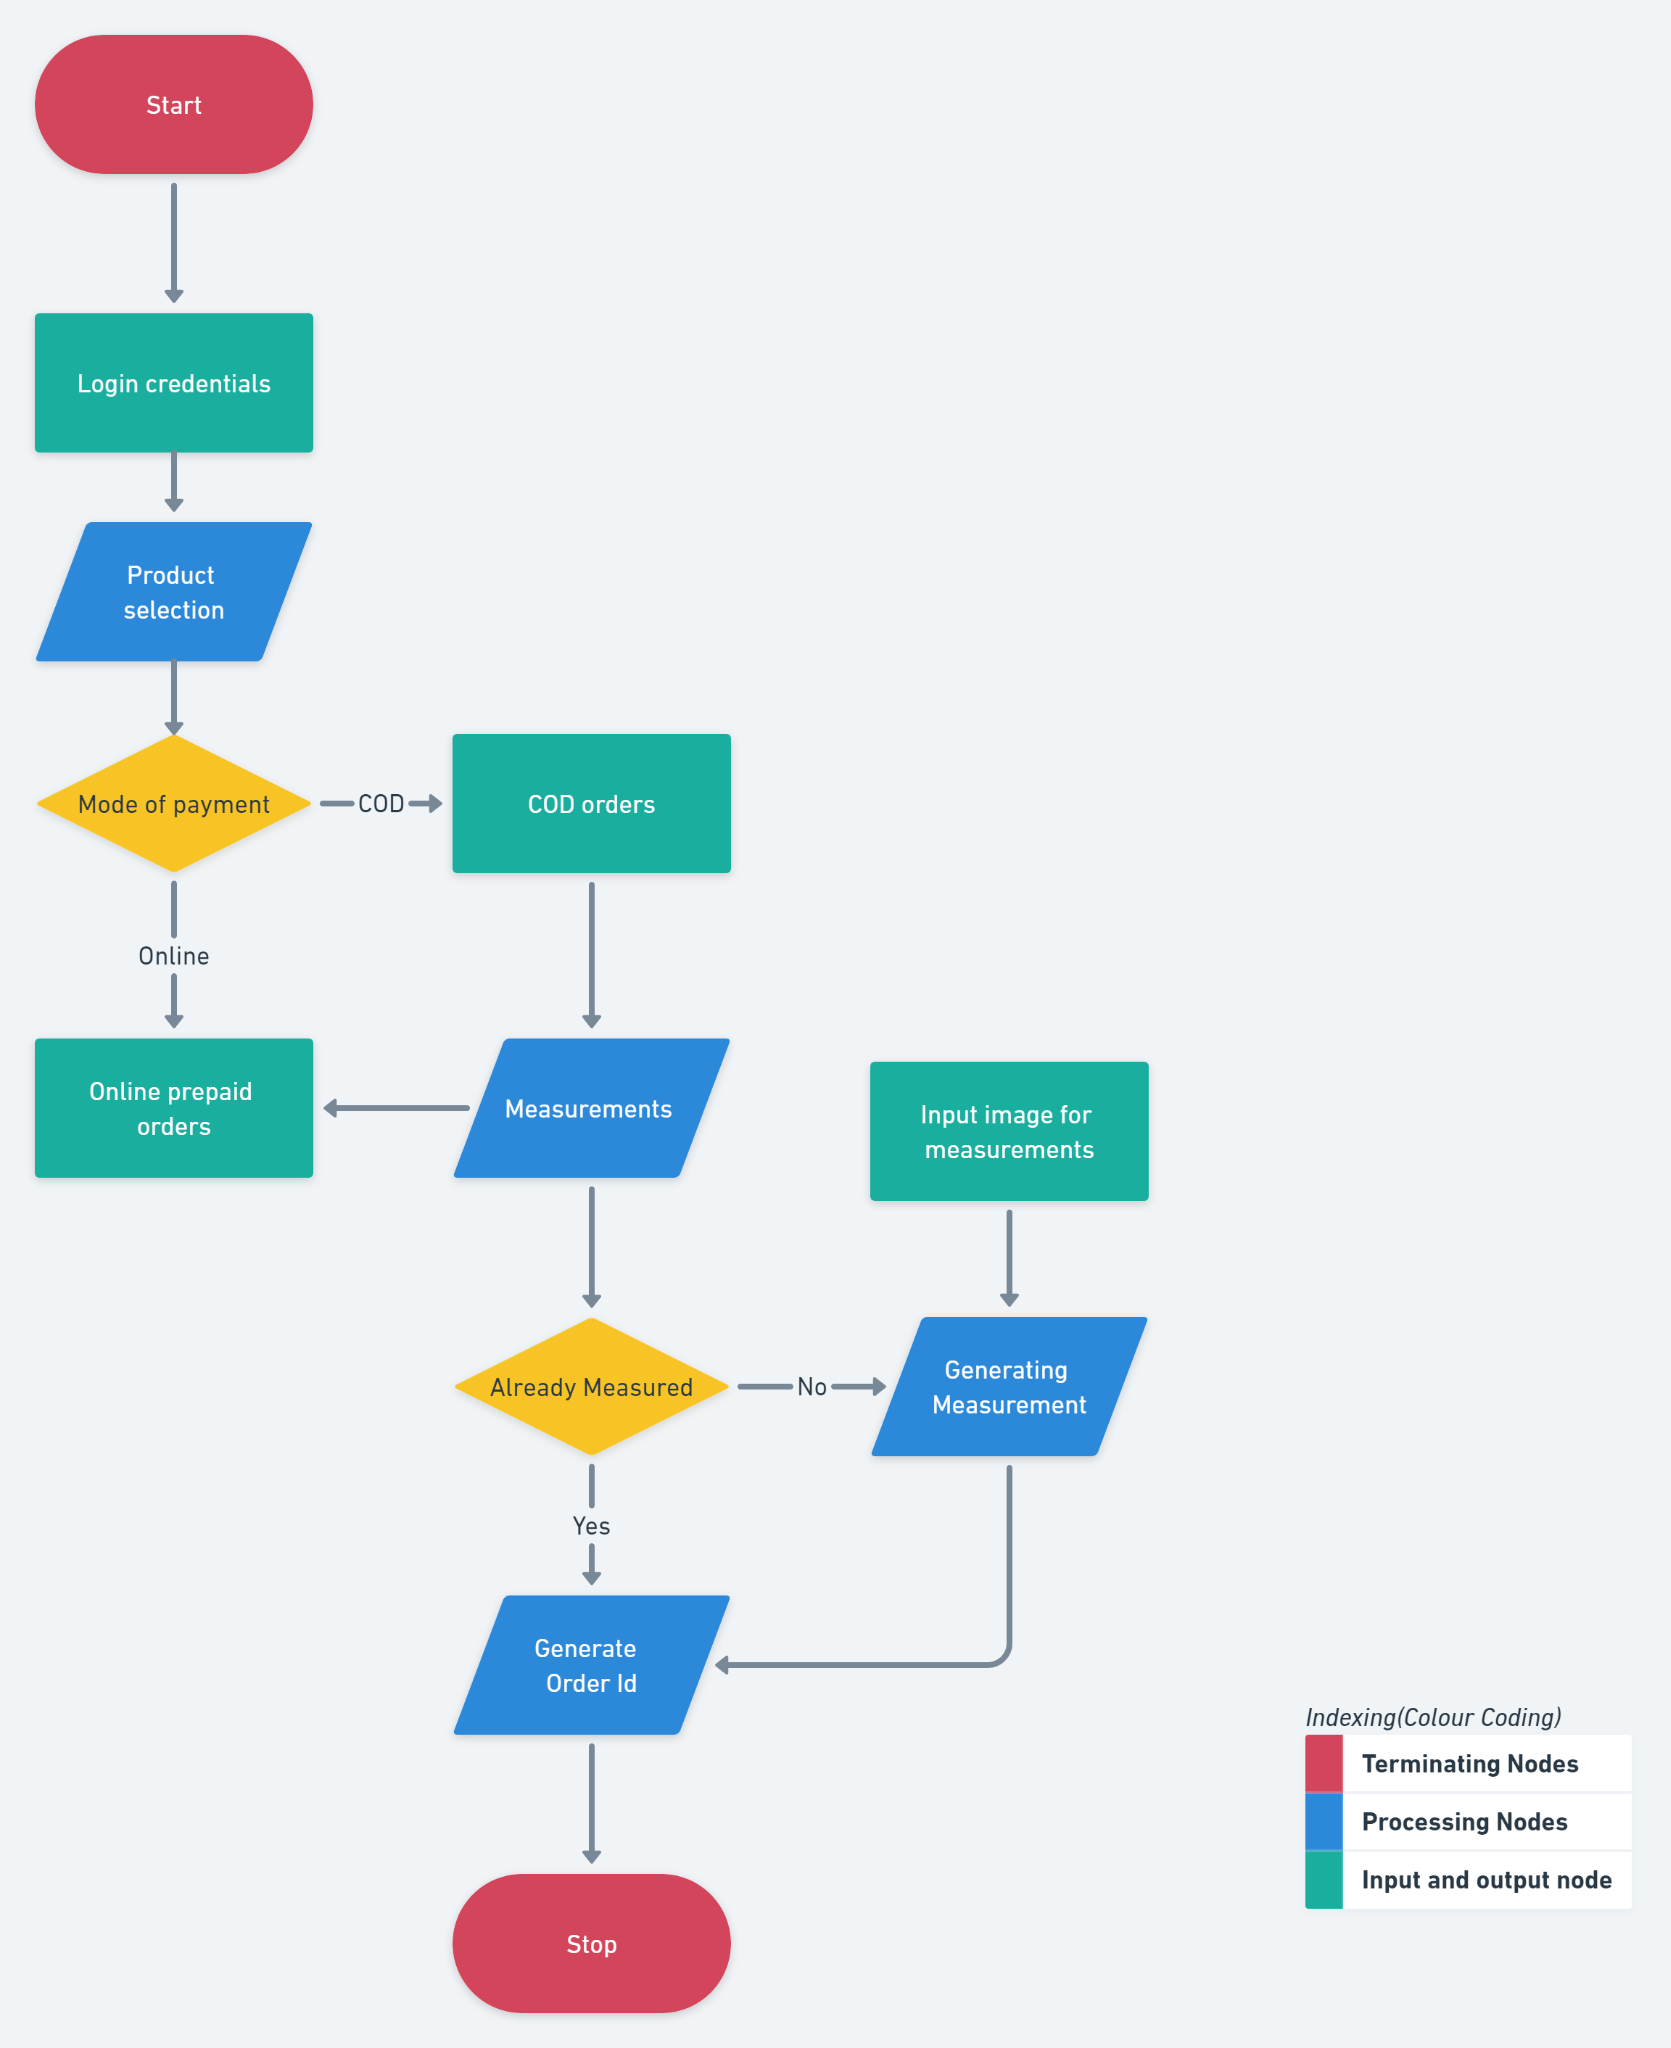 Start
Login credentials
Product
selection
Mode of payment
COD
COD orders
Online
Online prepaid
orders
Measurements
Input image for
measurements
Already Measured
No
Generating
Measurement
Yes
Generate
Order Id
Stop
Indexing(Colour Coding)
Terminating Nodes
Processing Nodes
Input and output node